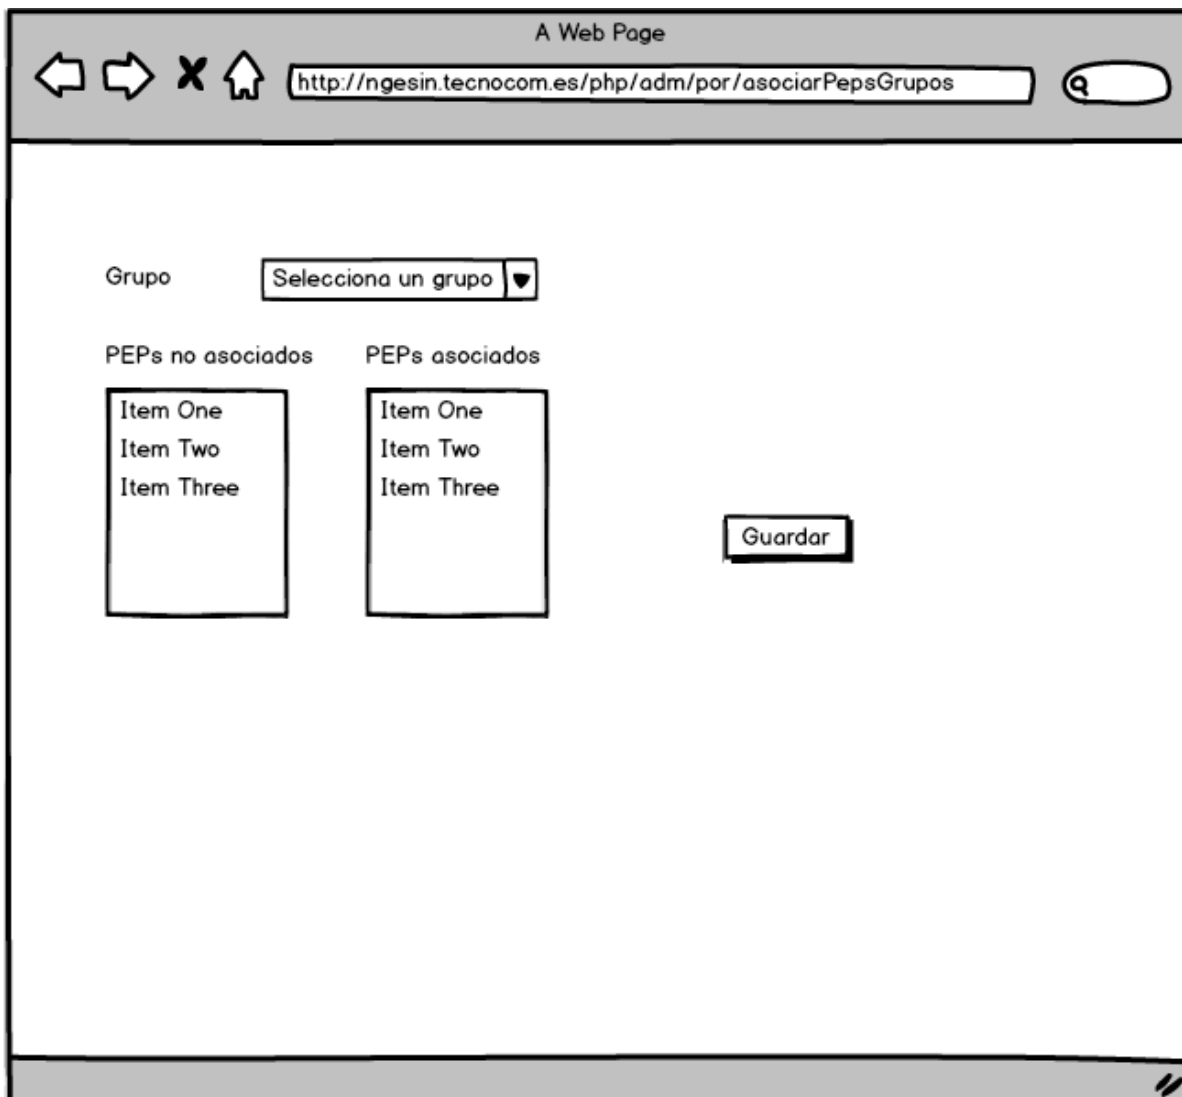 A Web Page
http://ngesin.tecnocom.es/php/adm/por/asociarPepsGrupos
Grupo
Selecciona un grupo
PEPs no asociados
PEPs asociados
Item One
Item Two
Item Three
Item One
Item Two
Item Three
Guardar